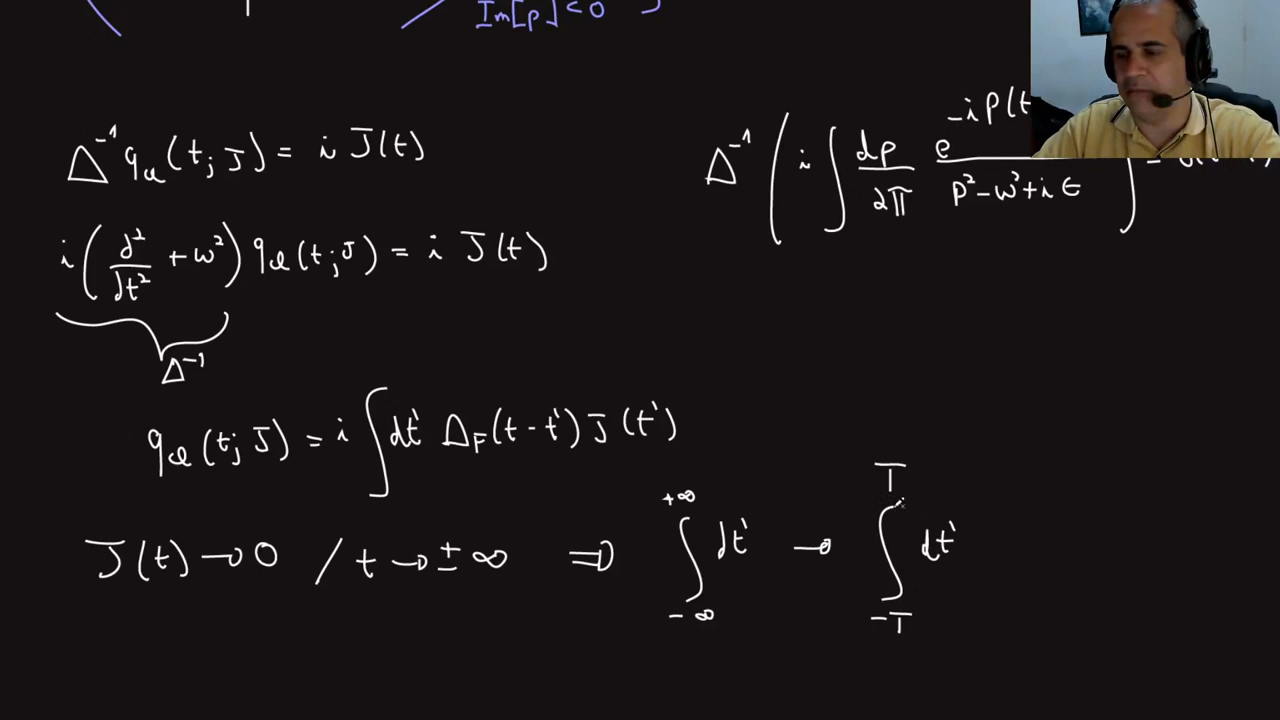 Im[p] < 0
Δ⁻¹ q_cl(t; J) = i J(t)
Δ⁻¹ ( i ∫ dp/2π e^{-ip(t} / (p² - ω² + iε) ) =
i ( d²/dt² + ω² ) q_cl(t; J) = i J(t)
Δ⁻¹
q_cl(t; J) = i ∫ dt' Δ_F(t - t') J(t')
J(t) → 0 / t → ± ∞ ⇒ ∫_{-∞}^{+∞} dt' → ∫_{-T}^{T} dt'